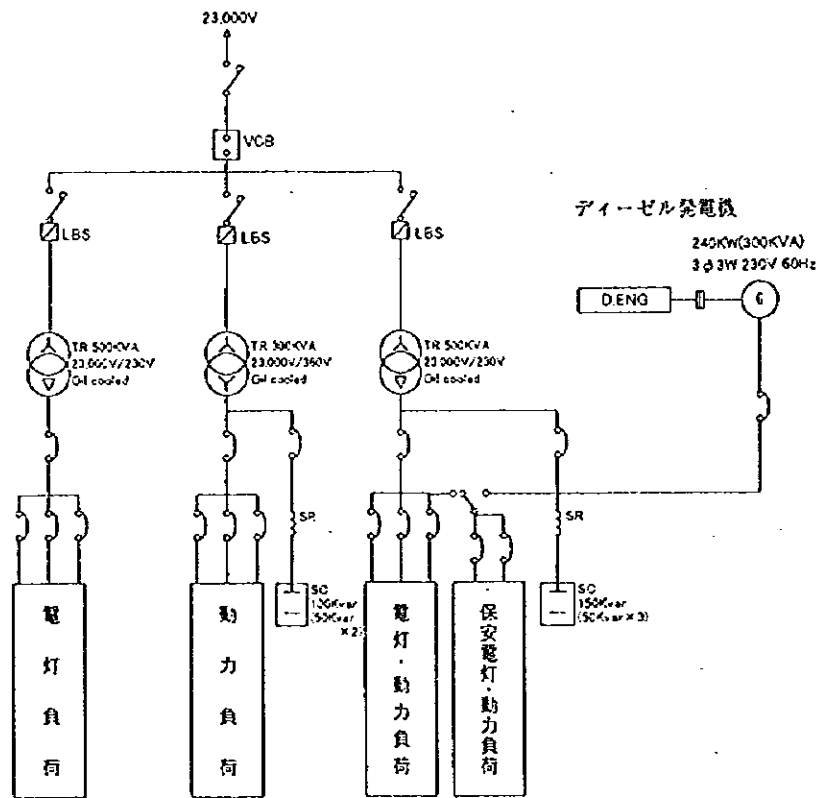 23,000V
VCB
LBS
LBS
LBS
ディーゼル発電機
240KW(300KVA)
3φ3W 230V 60Hz
D.ENG
G
TR 500KVA
23,000V/230V
Oil cooled
TR 300KVA
23,000V/380V
Oil cooled
TR 500KVA
23,000V/230V
Oil cooled
SR
SR
SC
100Kvar
(50Kvar
×2)
SC
150Kvar
(50Kvar×3)
電灯負荷
動力負荷
電灯・動力負荷
保安電灯・動力負荷